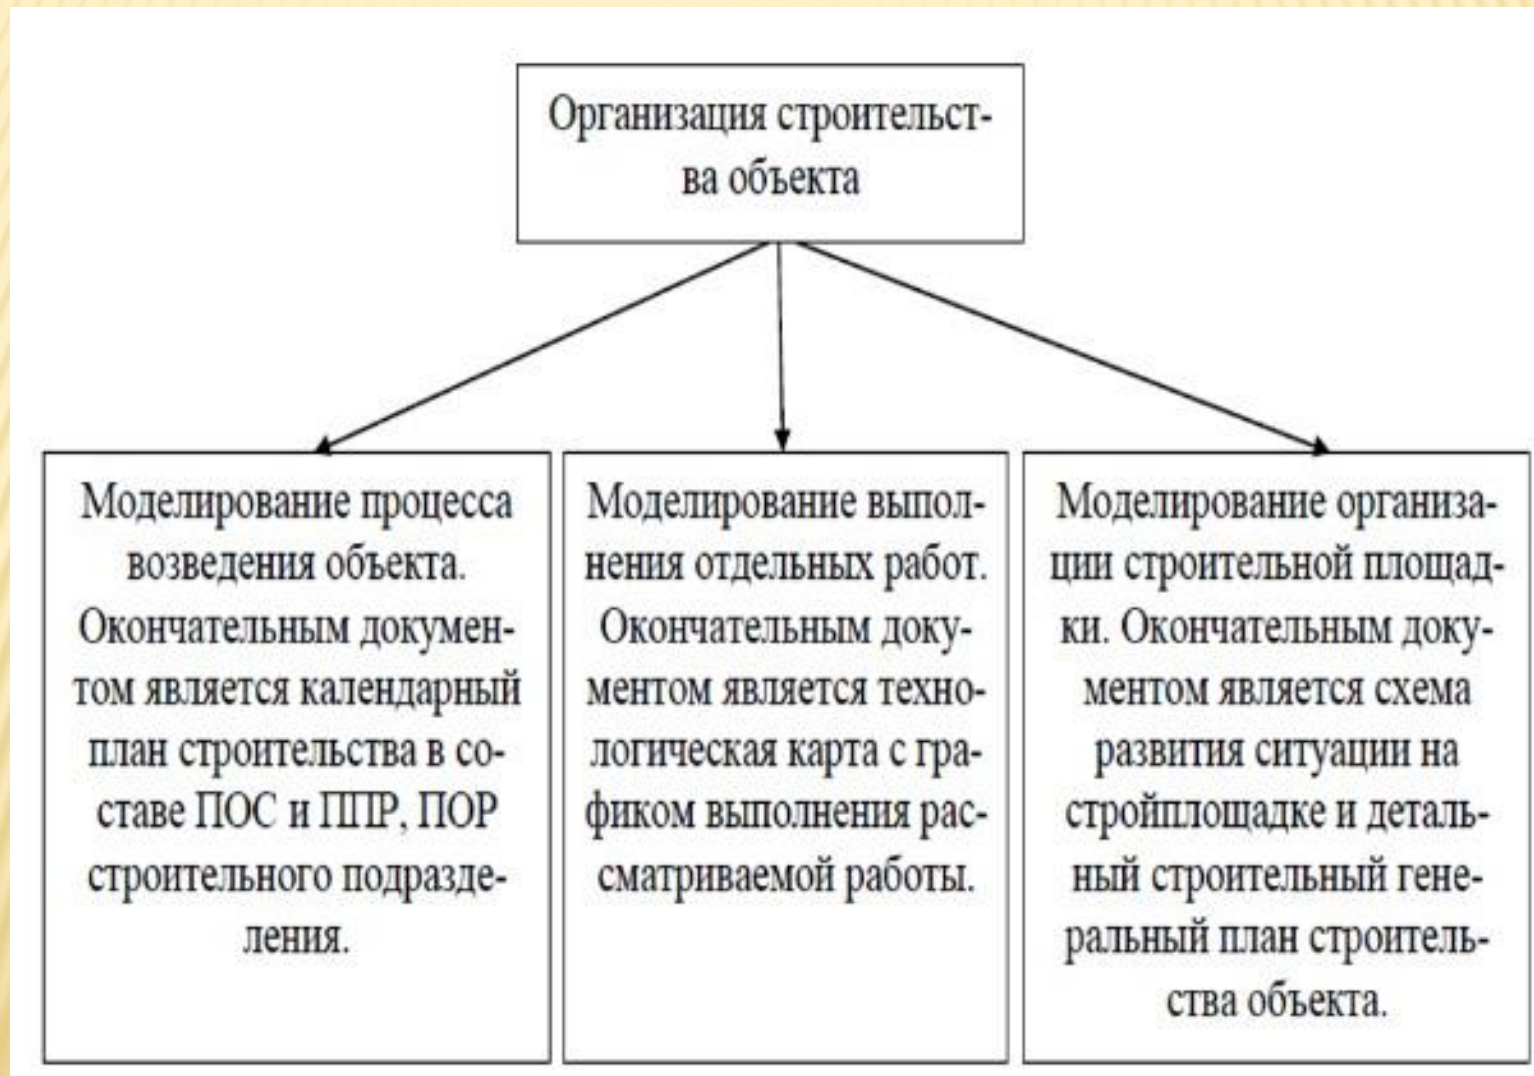 Организация строительст-
ва объекта
Моделирование процесса
возведения объекта.
Окончательным докумен-
том является календарный
план строительства в со-
ставе ПОС и ППР, ПОР
строительного подразде-
ления.
Моделирование выпол-
нения отдельных работ.
Окончательным доку-
ментом является техно-
логическая карта с гра-
фиком выполнения рас-
сматриваемой работы.
Моделирование организа-
ции строительной площад-
ки. Окончательным доку-
ментом является схема
развития ситуации на
стройплощадке и деталь-
ный строительный гене-
ральный план строитель-
ства объекта.